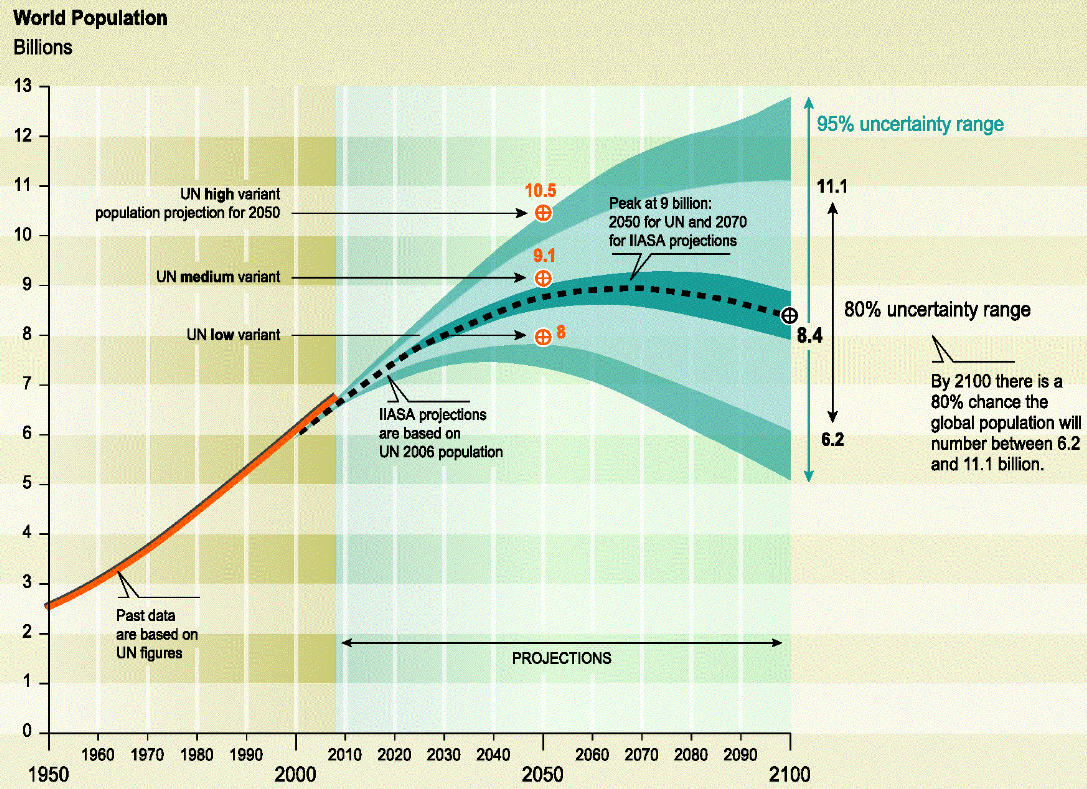 World Population
Billions
13
12
11
10
9
8
7
6
5
4
3
2
1
0
UN high variant
population projection for 2050
UN medium variant
UN low variant
10.5
9.1
8
Peak at 9 billion:
2050 for UN and 2070
for IIASA projections
IIASA projections
are based on
UN 2006 population
Past data
are based on
UN figures
PROJECTIONS
95% uncertainty range
11.1
80% uncertainty range
8.4
6.2
By 2100 there is a
80% chance the
global population will
number between 6.2
and 11.1 billion.
1960 1970 1980 1990 2010 2020 2030 2040 2060 2070 2080 2090
1950 2000 2050 2100